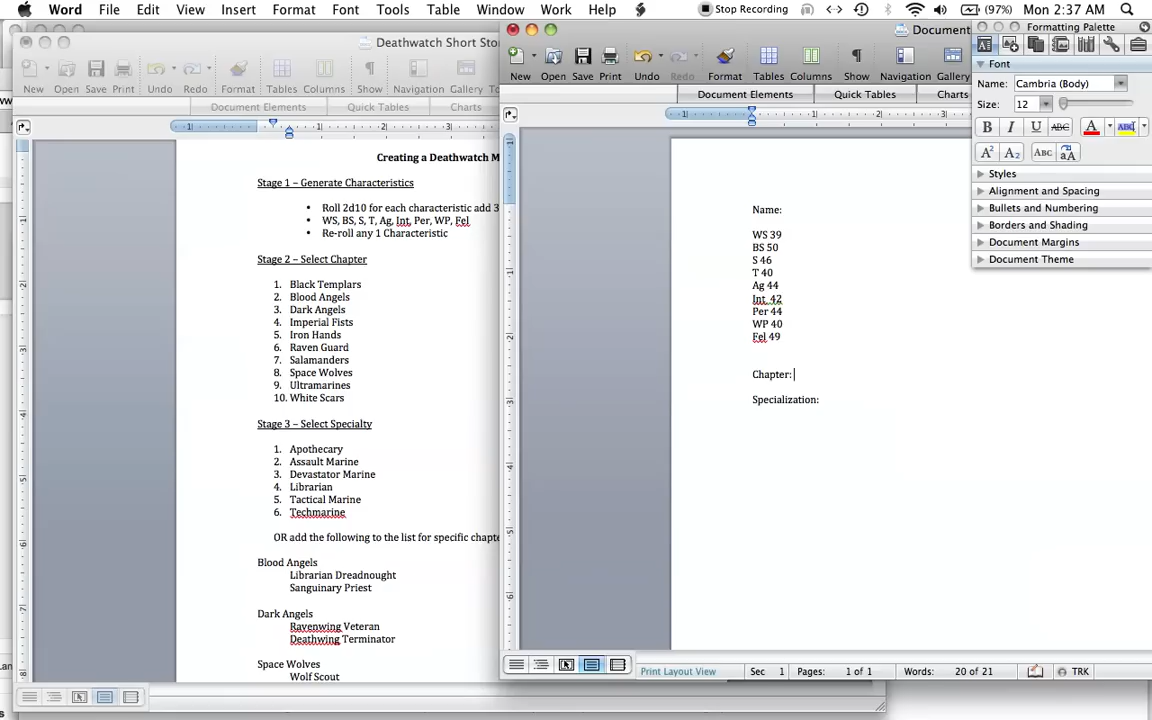 Word File Edit View Insert Format Font Tools Table Window Work Help Stop Recording (97%) Mon 2:37 AM
Deathwatch Short Sto
New Open Save Print Undo Redo Format Tables Columns Show Navigation Gallery To
Document Elements Quick Tables Charts
Creating a Deathwatch M
Stage 1 – Generate Characteristics
• Roll 2d10 for each characteristic add 3
• WS, BS, S, T, Ag, Int, Per, WP, Fel
• Re-roll any 1 Characteristic
Stage 2 – Select Chapter
1. Black Templars
2. Blood Angels
3. Dark Angels
4. Imperial Fists
5. Iron Hands
6. Raven Guard
7. Salamanders
8. Space Wolves
9. Ultramarines
10. White Scars
Stage 3 – Select Specialty
1. Apothecary
2. Assault Marine
3. Devastator Marine
4. Librarian
5. Tactical Marine
6. Techmarine
OR add the following to the list for specific chapte
Blood Angels
Librarian Dreadnought
Sanguinary Priest
Dark Angels
Ravenwing Veteran
Deathwing Terminator
Space Wolves
Wolf Scout
Document
New Open Save Print Undo Redo Format Tables Columns Show Navigation Gallery
Document Elements Quick Tables Charts
Name:
WS 39
BS 50
S 46
T 40
Ag 44
Int 42
Per 44
WP 40
Fel 49
Chapter:
Specialization:
Print Layout View Sec 1 Pages: 1 of 1 Words: 20 of 21 TRK
Formatting Palette
Font
Name: Cambria (Body)
Size: 12
B I U ABC A ABC
A² A₂ ABC aA
Styles
Alignment and Spacing
Bullets and Numbering
Borders and Shading
Document Margins
Document Theme